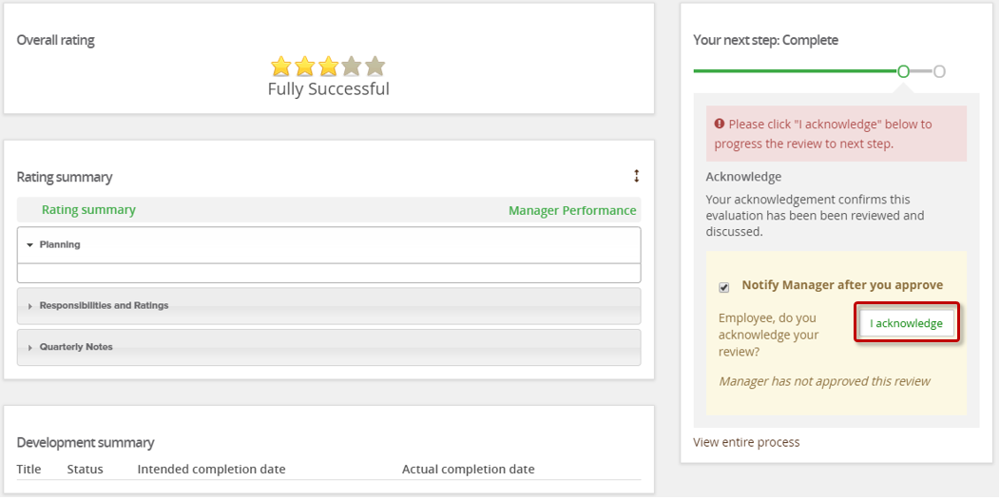 Overall rating
Fully Successful
Rating summary
Rating summary Manager Performance
Planning
Responsibilities and Ratings
Quarterly Notes
Development summary
Title Status Intended completion date Actual completion date
Your next step: Complete
Please click "I acknowledge" below to
progress the review to next step.
Acknowledge
Your acknowledgement confirms this
evaluation has been been reviewed and
discussed.
Notify Manager after you approve
Employee, do you
acknowledge your
review?
I acknowledge
Manager has not approved this review
View entire process